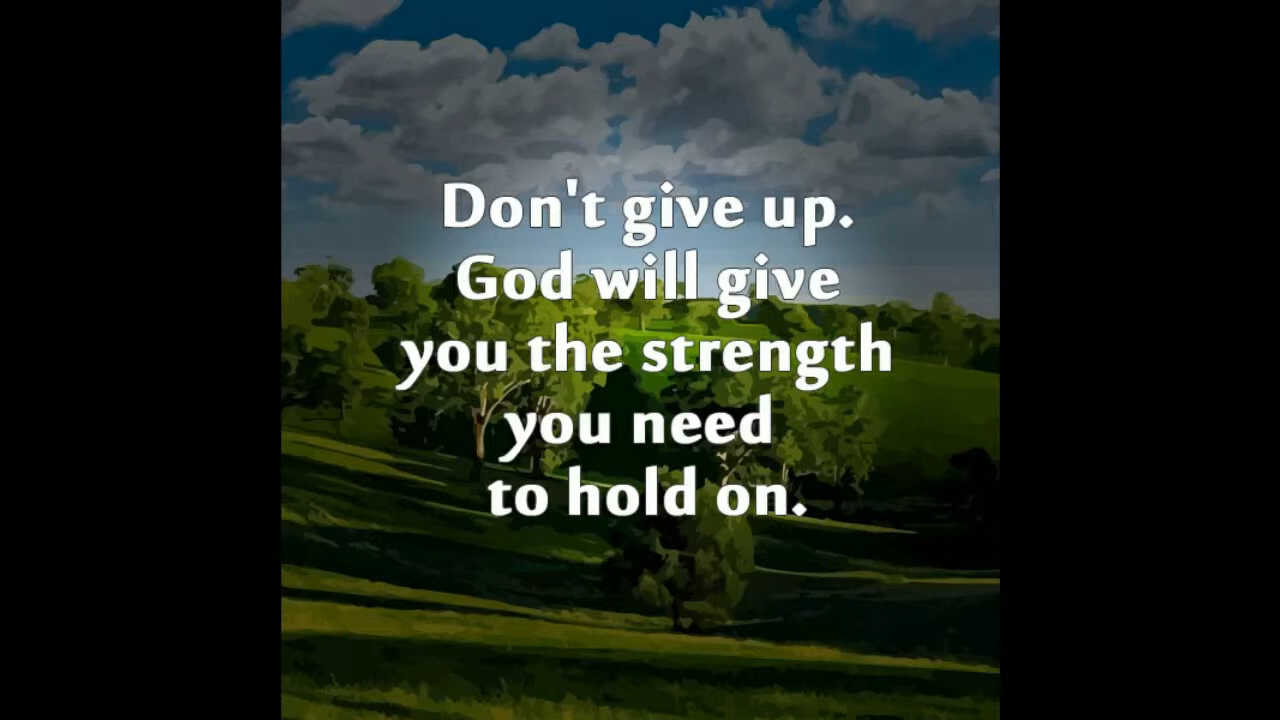 Don't give up.
God will give
you the strength
you need
to hold on.